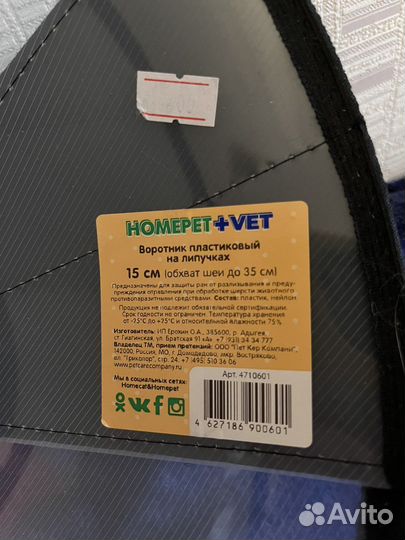 HOMEPET+VET
Воротник пластиковый
на липучках
15 см (обхват шеи до 35 см)
Предназначены для защиты ран от разлизывания и преду-
преждения отравления при обработке шерсти животного
противопаразитными средствами. Состав: пластик, нейлон.
Продукция не подлежит обязательной сертификации.
Срок годности не ограничен. Температура хранения
от -25°C до +75°C и относительной влажности 75%
Изготовитель: ИП Ерохин О.А., 385600, р. Адыгея,
ст. Гиагинская, ул. Братская 91 «А» +7 938 34 34 777
Владелец ТМ, прием претензий: ООО "Пет Кер Компани",
142000, Россия, МО, г. Домодедово, мкр. Востряково,
вл. "Триколор", стр. 24 +7 (495) 510 36 06
www.petcarecompany.ru
Мы в социальных сетях:
Homecat&Homepet
Арт. 4710601
4 627186 900601
Avito